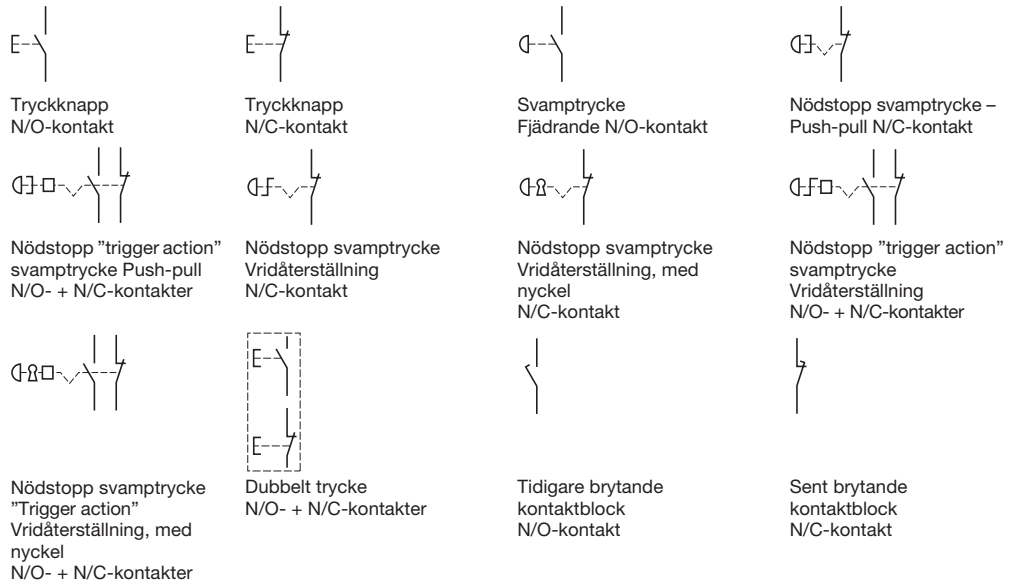 Tryckknapp
N/O-kontakt
Tryckknapp
N/C-kontakt
Svamptrycke
Fjädrande N/O-kontakt
Nödstopp svamptrycke –
Push-pull N/C-kontakt
Nödstopp ”trigger action”
svamptrycke Push-pull
N/O- + N/C-kontakter
Nödstopp svamptrycke
Vridåterställning
N/C-kontakt
Nödstopp svamptrycke
Vridåterställning, med
nyckel
N/C-kontakt
Nödstopp ”trigger action”
svamptrycke
Vridåterställning
N/O- + N/C-kontakter
Nödstopp svamptrycke
”Trigger action”
Vridåterställning, med
nyckel
N/O- + N/C-kontakter
Dubbelt trycke
N/O- + N/C-kontakter
Tidigare brytande
kontaktblock
N/O-kontakt
Sent brytande
kontaktblock
N/C-kontakt